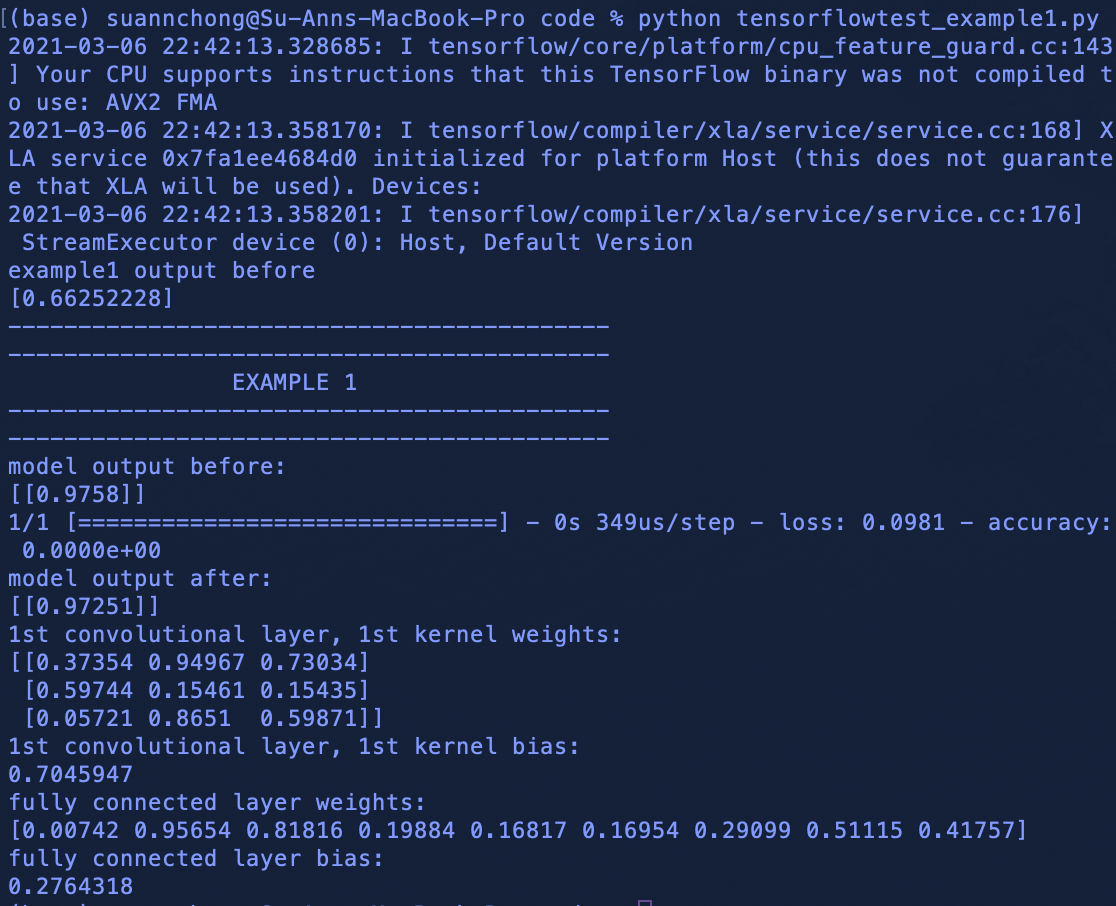 [(base) suannchong@Su-Anns-MacBook-Pro code % python tensorflowtest_example1.py
2021-03-06 22:42:13.328685: I tensorflow/core/platform/cpu_feature_guard.cc:143
] Your CPU supports instructions that this TensorFlow binary was not compiled t
o use: AVX2 FMA
2021-03-06 22:42:13.358170: I tensorflow/compiler/xla/service/service.cc:168] X
LA service 0x7fa1ee4684d0 initialized for platform Host (this does not guarante
e that XLA will be used). Devices:
2021-03-06 22:42:13.358201: I tensorflow/compiler/xla/service/service.cc:176]
 StreamExecutor device (0): Host, Default Version
example1 output before
[0.66252228]
-------------------------------------------
-------------------------------------------
                EXAMPLE 1
-------------------------------------------
-------------------------------------------
model output before:
[[0.9758]]
1/1 [==============================] - 0s 349us/step - loss: 0.0981 - accuracy:
 0.0000e+00
model output after:
[[0.97251]]
1st convolutional layer, 1st kernel weights:
[[0.37354 0.94967 0.73034]
 [0.59744 0.15461 0.15435]
 [0.05721 0.8651  0.59871]]
1st convolutional layer, 1st kernel bias:
0.7045947
fully connected layer weights:
[0.00742 0.95654 0.81816 0.19884 0.16817 0.16954 0.29099 0.51115 0.41757]
fully connected layer bias:
0.2764318